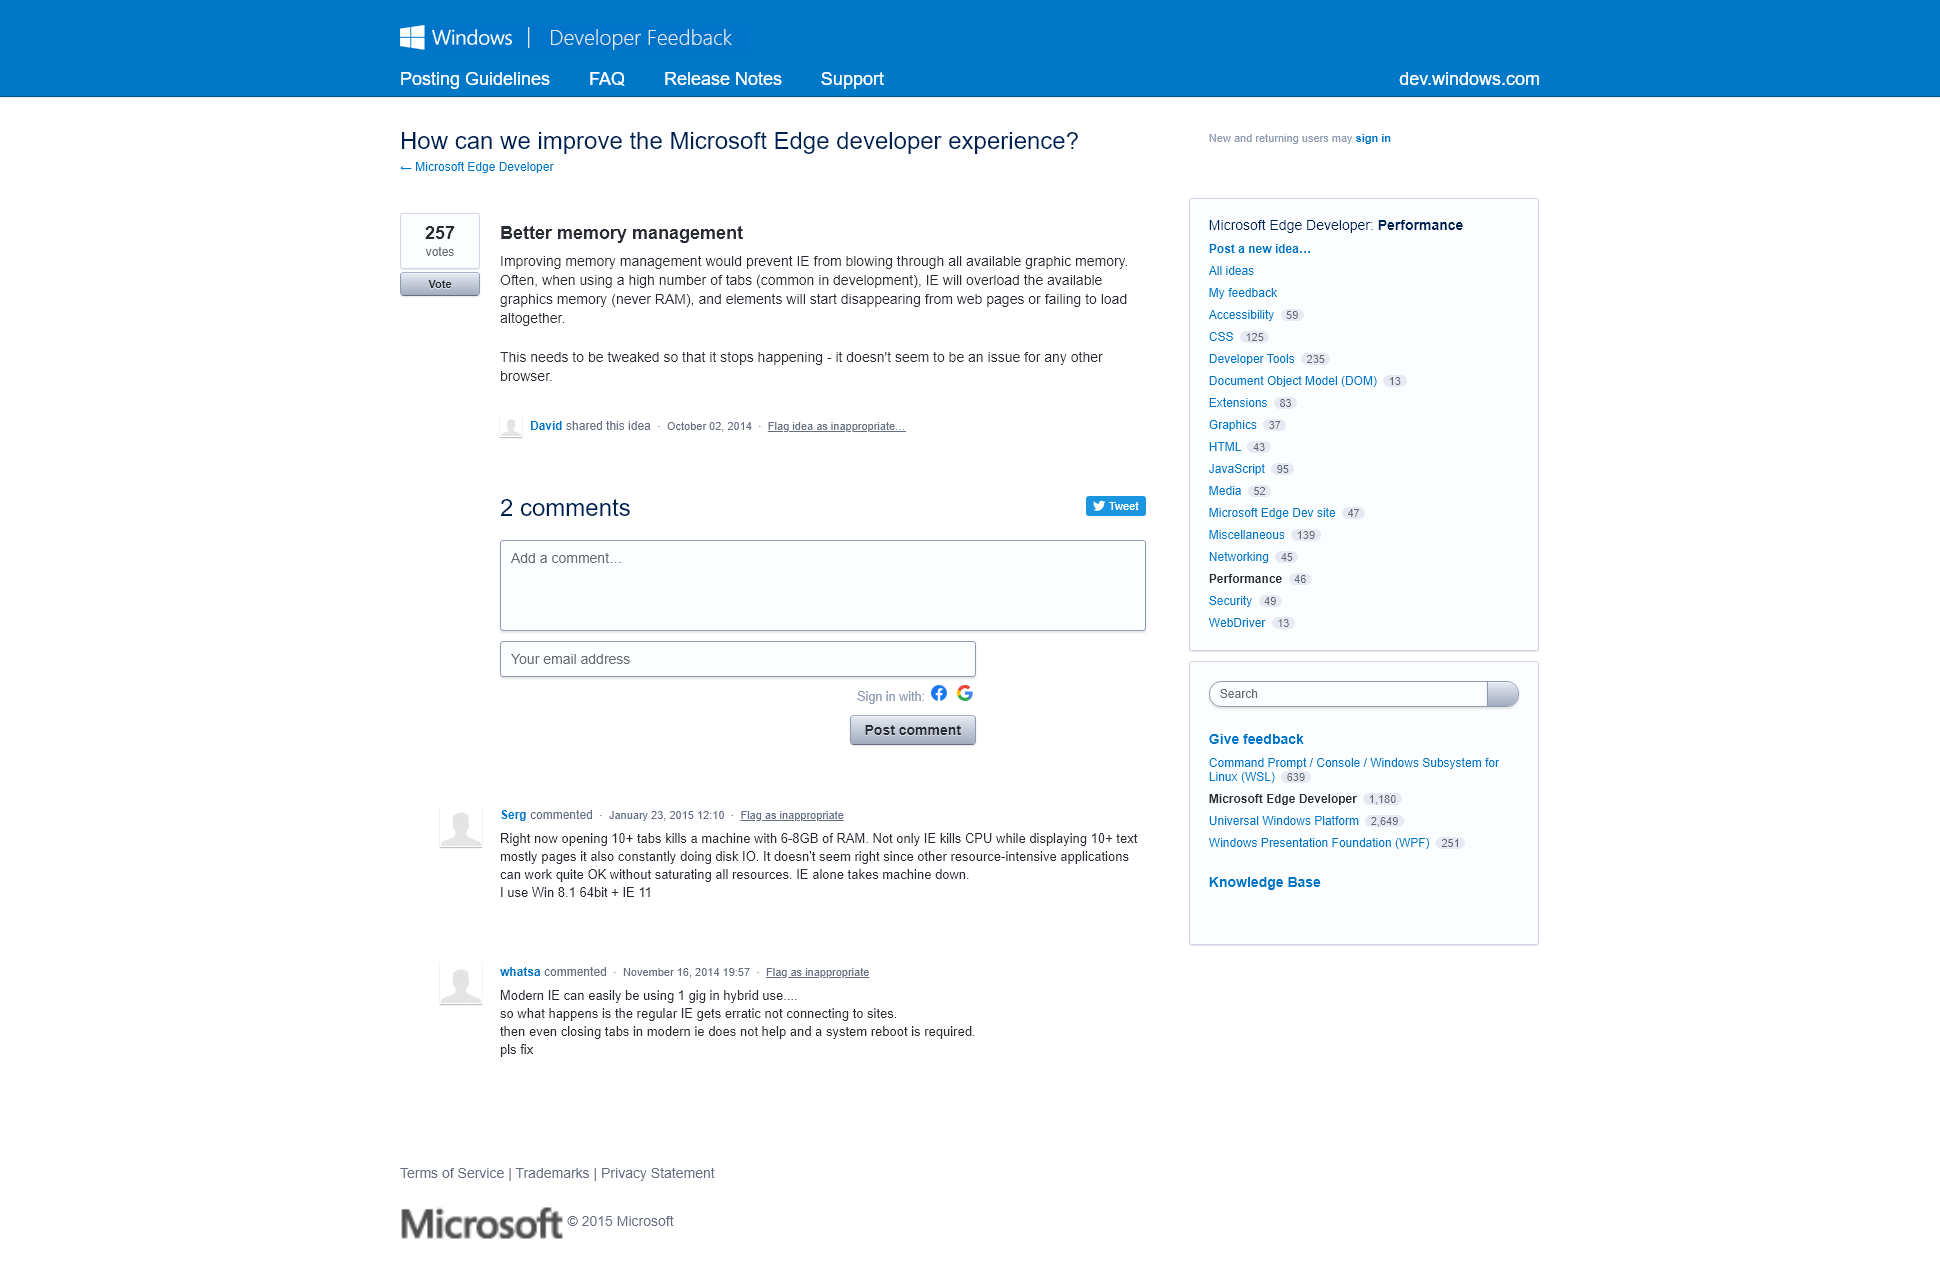 Windows | Developer Feedback
Posting Guidelines FAQ Release Notes Support dev.windows.com
How can we improve the Microsoft Edge developer experience?
← Microsoft Edge Developer
New and returning users may sign in
257
votes
Vote
Better memory management
Improving memory management would prevent IE from blowing through all available graphic memory.
Often, when using a high number of tabs (common in development), IE will overload the available
graphics memory (never RAM), and elements will start disappearing from web pages or failing to load
altogether.
This needs to be tweaked so that it stops happening - it doesn't seem to be an issue for any other
browser.
David shared this idea · October 02, 2014 · Flag idea as inappropriate…
2 comments
Tweet
Add a comment…
Your email address
Sign in with:
Post comment
Serg commented · January 23, 2015 12:10 · Flag as inappropriate
Right now opening 10+ tabs kills a machine with 6-8GB of RAM. Not only IE kills CPU while displaying 10+ text
mostly pages it also constantly doing disk IO. It doesn't seem right since other resource-intensive applications
can work quite OK without saturating all resources. IE alone takes machine down.
I use Win 8.1 64bit + IE 11
whatsa commented · November 16, 2014 19:57 · Flag as inappropriate
Modern IE can easily be using 1 gig in hybrid use....
so what happens is the regular IE gets erratic not connecting to sites.
then even closing tabs in modern ie does not help and a system reboot is required.
pls fix
Microsoft Edge Developer: Performance
Post a new idea…
All ideas
My feedback
Accessibility 59
CSS 125
Developer Tools 235
Document Object Model (DOM) 13
Extensions 83
Graphics 37
HTML 43
JavaScript 95
Media 52
Microsoft Edge Dev site 47
Miscellaneous 139
Networking 45
Performance 46
Security 49
WebDriver 13
Search
Give feedback
Command Prompt / Console / Windows Subsystem for
Linux (WSL) 639
Microsoft Edge Developer 1,180
Universal Windows Platform 2,649
Windows Presentation Foundation (WPF) 251
Knowledge Base
Terms of Service | Trademarks | Privacy Statement
Microsoft © 2015 Microsoft